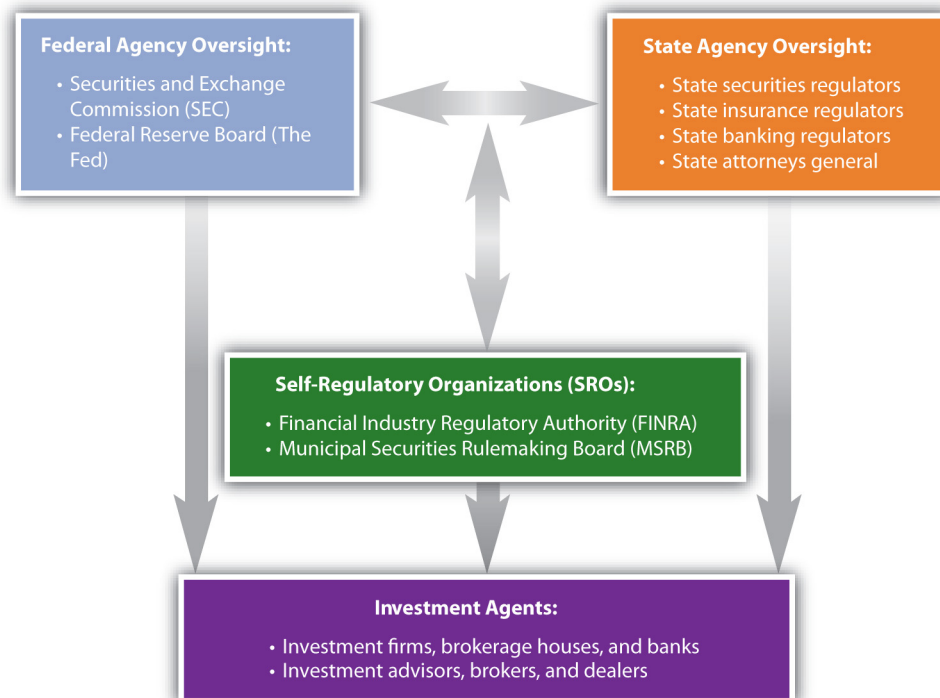 Federal Agency Oversight:
• Securities and Exchange
Commission (SEC)
• Federal Reserve Board (The
Fed)
State Agency Oversight:
• State securities regulators
• State insurance regulators
• State banking regulators
• State attorneys general
Self-Regulatory Organizations (SROs):
• Financial Industry Regulatory Authority (FINRA)
• Municipal Securities Rulemaking Board (MSRB)
Investment Agents:
• Investment firms, brokerage houses, and banks
• Investment advisors, brokers, and dealers